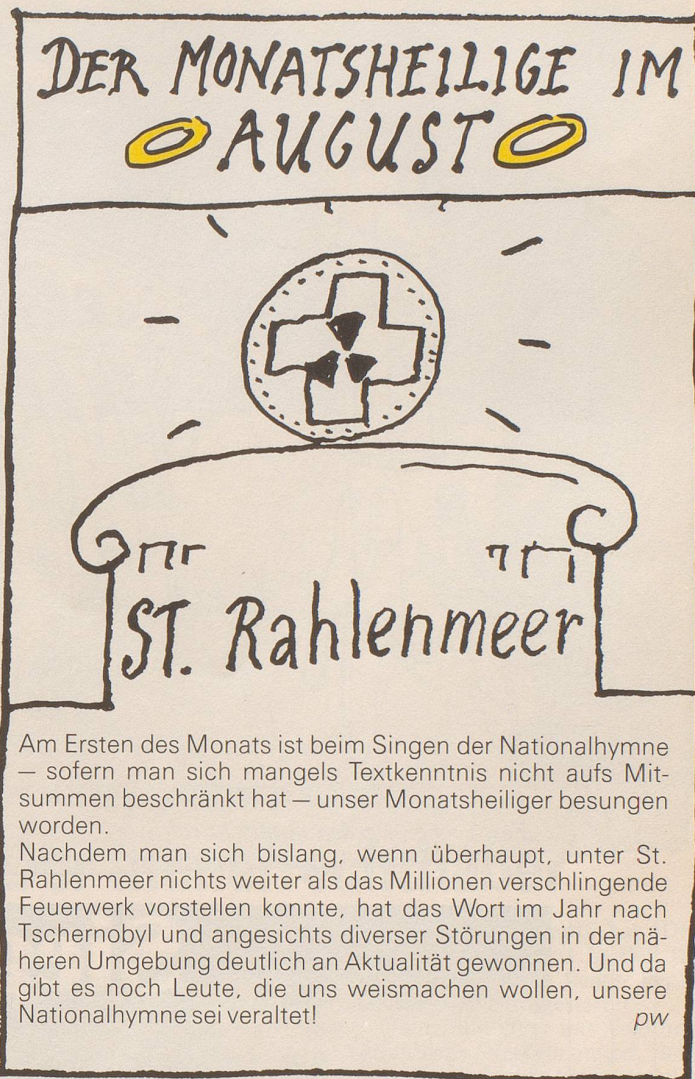 DER MONATSHEILIGE IM
AUGUST
ST. Rahlenmeer
Am Ersten des Monats ist beim Singen der Nationalhymne
— sofern man sich mangels Textkenntnis nicht aufs Mit-
summen beschränkt hat — unser Monatsheiliger besungen
worden.
Nachdem man sich bislang, wenn überhaupt, unter St.
Rahlenmeer nichts weiter als das Millionen verschlingende
Feuerwerk vorstellen konnte, hat das Wort im Jahr nach
Tschernobyl und angesichts diverser Störungen in der nä-
heren Umgebung deutlich an Aktualität gewonnen. Und da
gibt es noch Leute, die uns weismachen wollen, unsere
Nationalhymne sei veraltet! pw